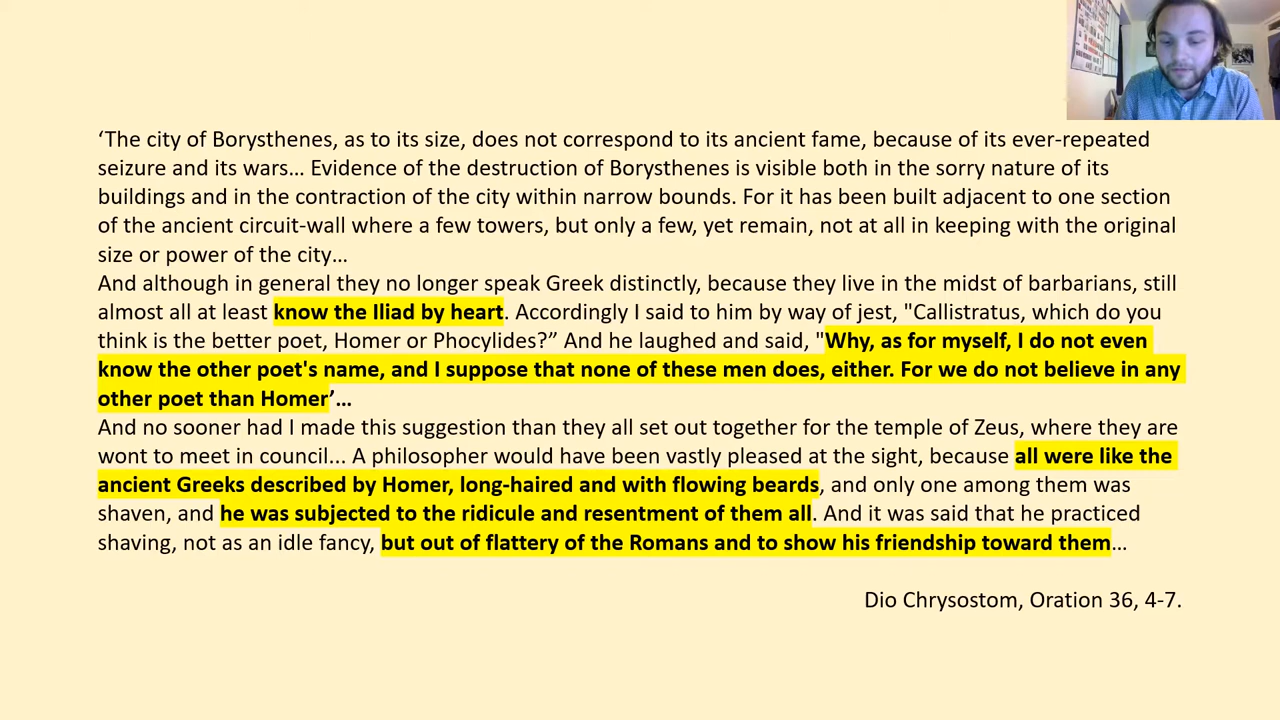 ‘The city of Borysthenes, as to its size, does not correspond to its ancient fame, because of its ever-repeated
seizure and its wars... Evidence of the destruction of Borysthenes is visible both in the sorry nature of its
buildings and in the contraction of the city within narrow bounds. For it has been built adjacent to one section
of the ancient circuit-wall where a few towers, but only a few, yet remain, not at all in keeping with the original
size or power of the city...
And although in general they no longer speak Greek distinctly, because they live in the midst of barbarians, still
almost all at least know the Iliad by heart. Accordingly I said to him by way of jest, "Callistratus, which do you
think is the better poet, Homer or Phocylides?” And he laughed and said, "Why, as for myself, I do not even
know the other poet's name, and I suppose that none of these men does, either. For we do not believe in any
other poet than Homer’...
And no sooner had I made this suggestion than they all set out together for the temple of Zeus, where they are
wont to meet in council... A philosopher would have been vastly pleased at the sight, because all were like the
ancient Greeks described by Homer, long-haired and with flowing beards, and only one among them was
shaven, and he was subjected to the ridicule and resentment of them all. And it was said that he practiced
shaving, not as an idle fancy, but out of flattery of the Romans and to show his friendship toward them...
Dio Chrysostom, Oration 36, 4-7.